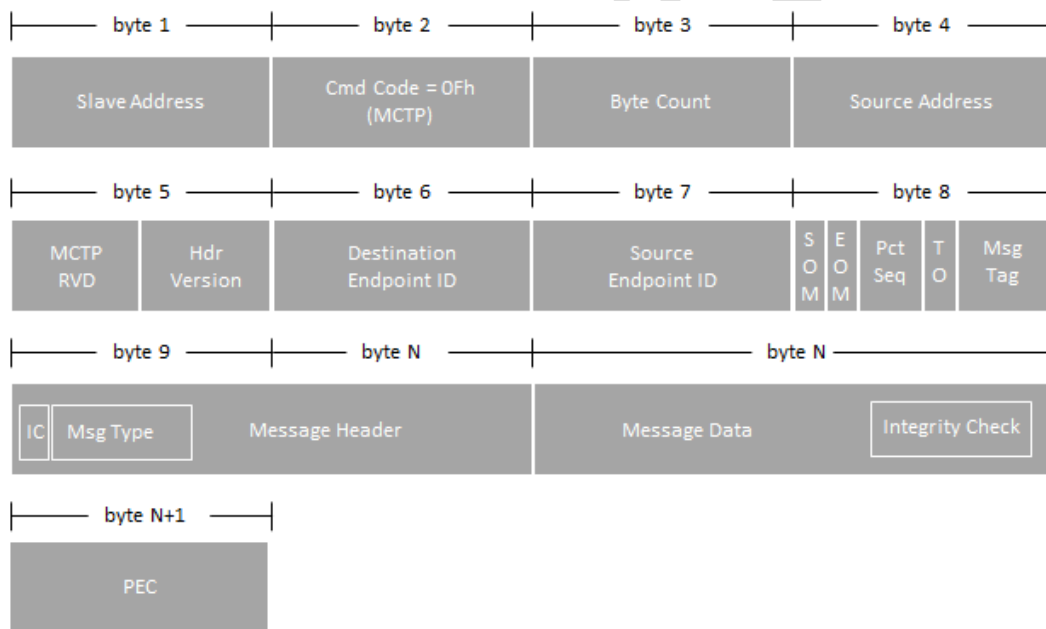 byte 1 byte 2 byte 3 byte 4
Slave Address
Cmd Code = 0Fh
(MCTP)
Byte Count
Source Address
byte 5 byte 6 byte 7 byte 8
MCTP
RVD
Hdr
Version
Destination
Endpoint ID
Source
Endpoint ID
S
O
M
E
O
M
Pct
Seq
T
O
Msg
Tag
byte 9 byte N byte N
IC
Msg Type
Message Header
Message Data
Integrity Check
byte N+1
PEC